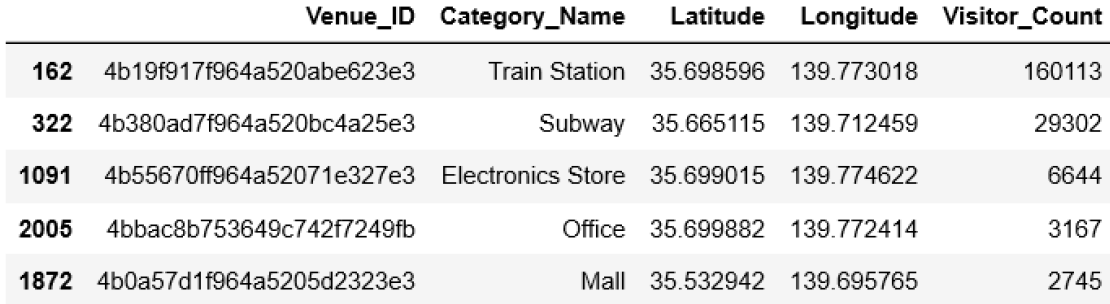 Venue_ID Category_Name Latitude Longitude Visitor_Count
162 4b19f917f964a520abe623e3 Train Station 35.698596 139.773018 160113
322 4b380ad7f964a520bc4a25e3 Subway 35.665115 139.712459 29302
1091 4b55670ff964a52071e327e3 Electronics Store 35.699015 139.774622 6644
2005 4bbac8b753649c742f7249fb Office 35.699882 139.772414 3167
1872 4b0a57d1f964a5205d2323e3 Mall 35.532942 139.695765 2745